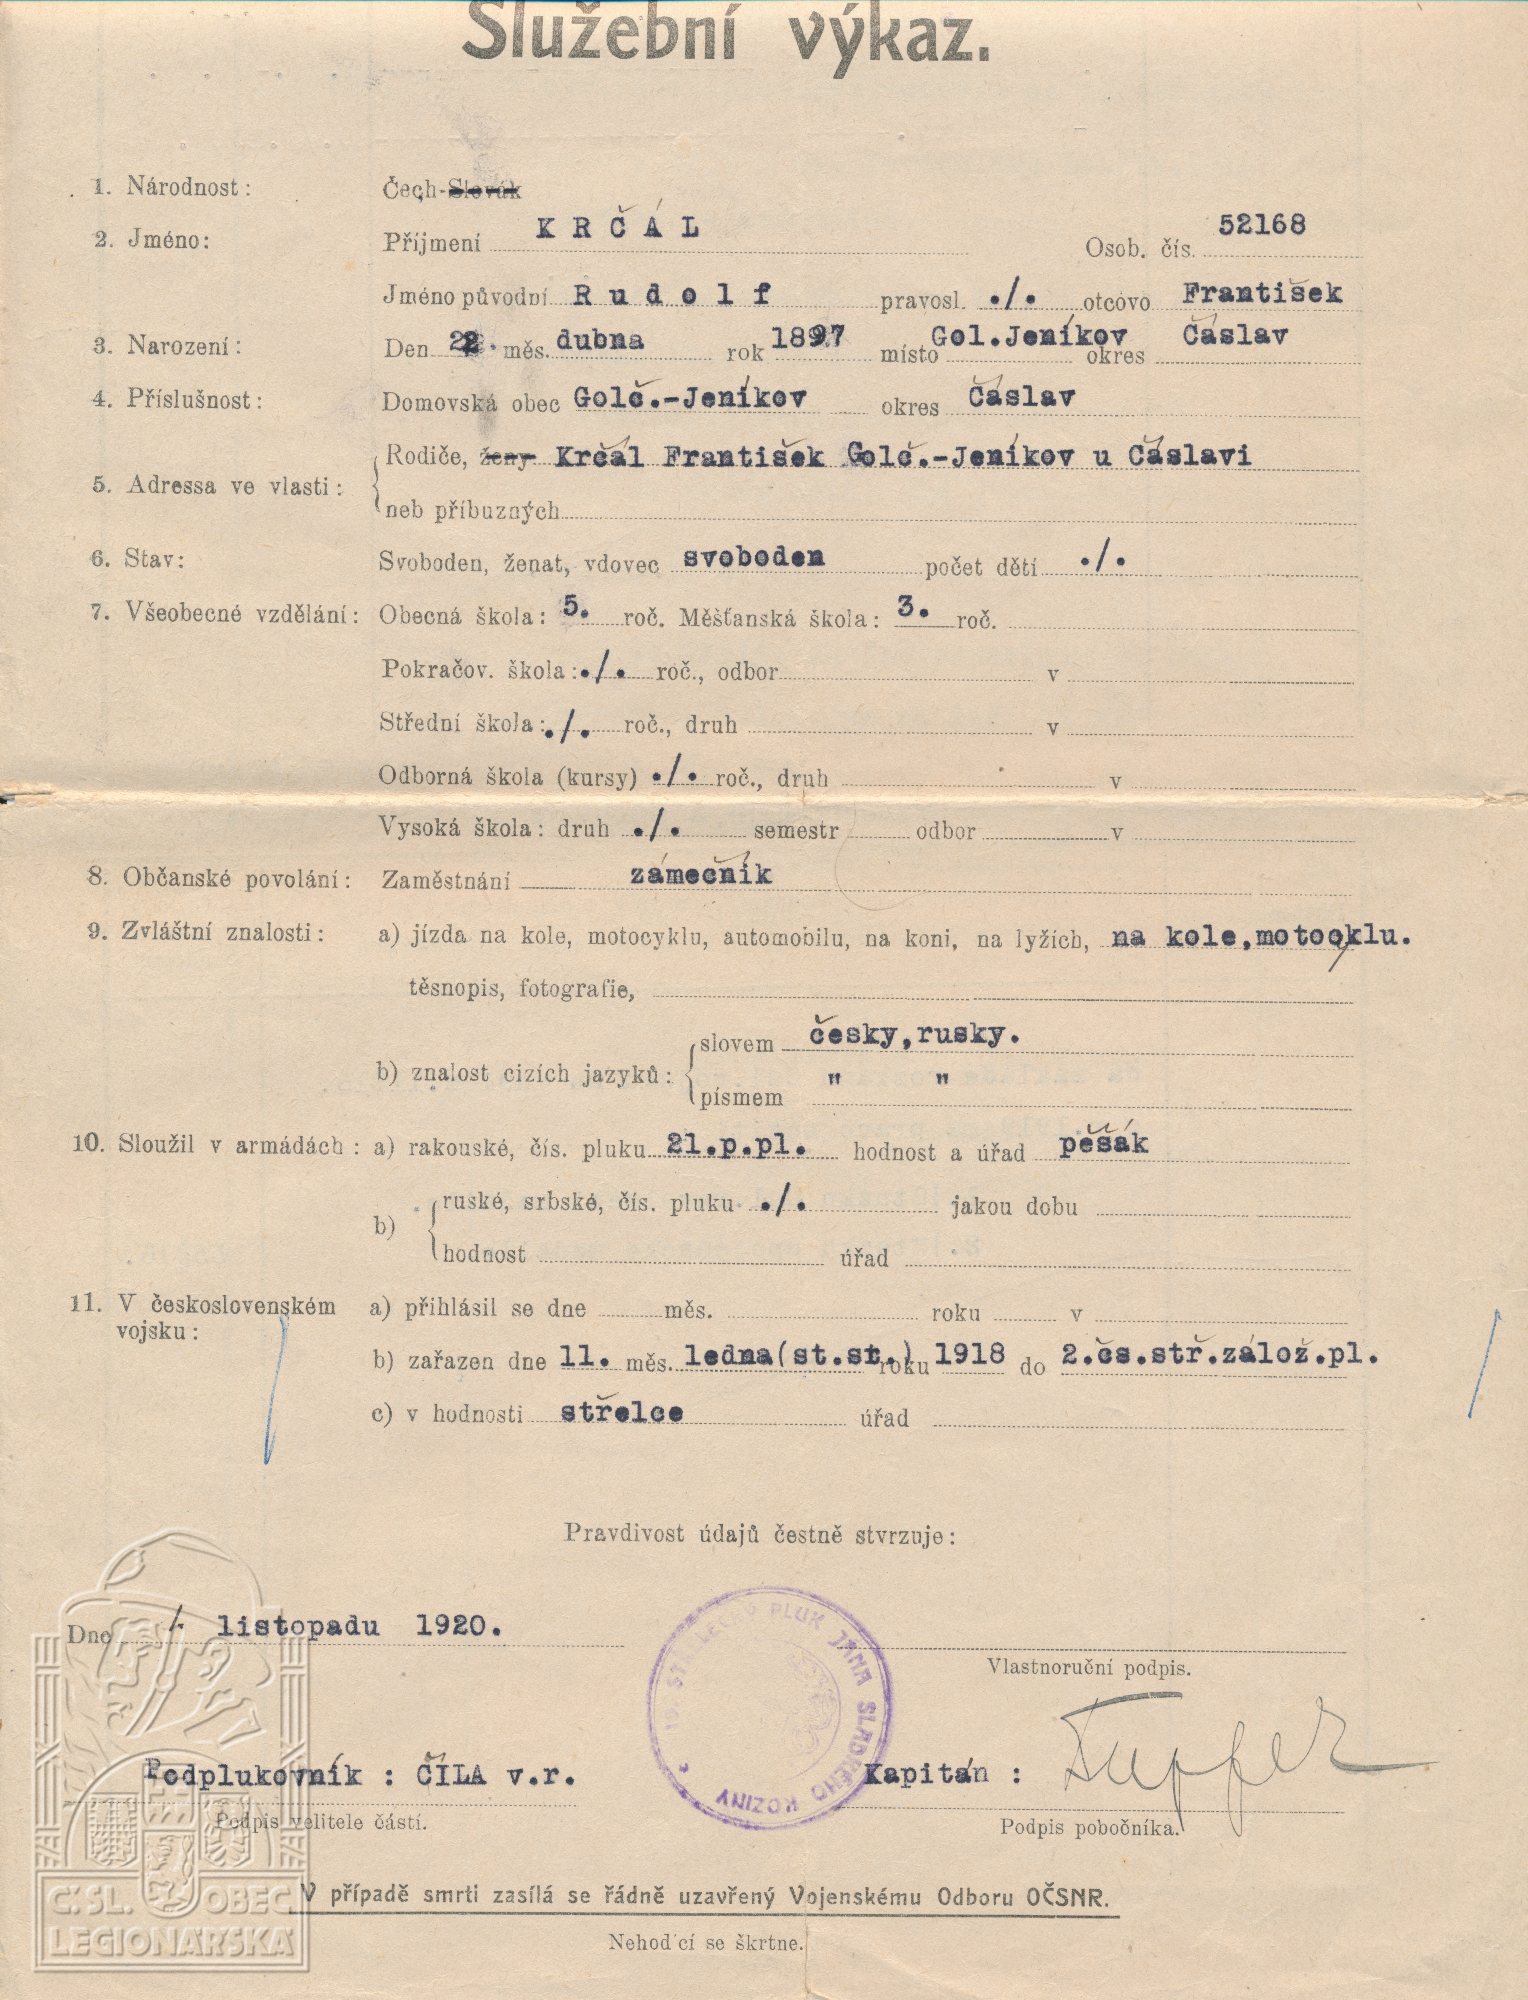 Služební výkaz.
1. Národnost: Čech-Slovák
2. Jméno: Příjmení KRČÁL Osob. čís. 52168
Jméno původní Rudolf pravosl. ./. otcovo František
3. Narození: Den 22. měs. dubna rok 1897 místo Gol.Jeníkov okres Čáslav
4. Příslušnost: Domovská obec Golč.-Jeníkov okres Čáslav
5. Adressa ve vlasti: Rodiče, ženy Krčál František Golč.-Jeníkov u Čáslavi
neb příbuzných
6. Stav: Svoboden, ženat, vdovec svoboden počet dětí ./.
7. Všeobecné vzdělání: Obecná škola: 5. roč. Měšťanská škola: 3. roč.
Pokračov. škola: ./. roč., odbor v
Střední škola: ./. roč., druh v
Odborná škola (kursy) ./. roč., druh v
Vysoká škola: druh ./. semestr odbor v
8. Občanské povolání: Zaměstnání zámečník
9. Zvláštní znalosti: a) jízda na kole, motocyklu, automobilu, na koni, na lyžích, na kole,motocyklu.
těsnopis, fotografie,
b) znalost cizích jazyků: slovem česky,rusky.
písmem " "
10. Sloužil v armádách: a) rakouské, čís. pluku 21.p.pl. hodnost a úřad pěšák
b) ruské, srbské, čís. pluku ./. jakou dobu
hodnost úřad
11. V československém vojsku: a) přihlásil se dne měs. roku v
b) zařazen dne 11. měs. ledna(st.st.) roku 1918 do 2.čs.stř.zálož.pl.
c) v hodnosti střelce úřad
Pravdivost údajů čestně stvrzuje:
Dne listopadu 1920.
Vlastnoruční podpis.
STŘELECKÝ PLUK JANA SLADKÉHO KOZINY
Podplukovník : ČILA v.r. Kapitán :
Podpis velitele části. Podpis pobočníka.
V případě smrti zasílá se řádně uzavřený Vojenskému Odboru OČSNR.
Nehodící se škrtne.
Č.SL. OBEC
LEGIONÁŘSKÁ